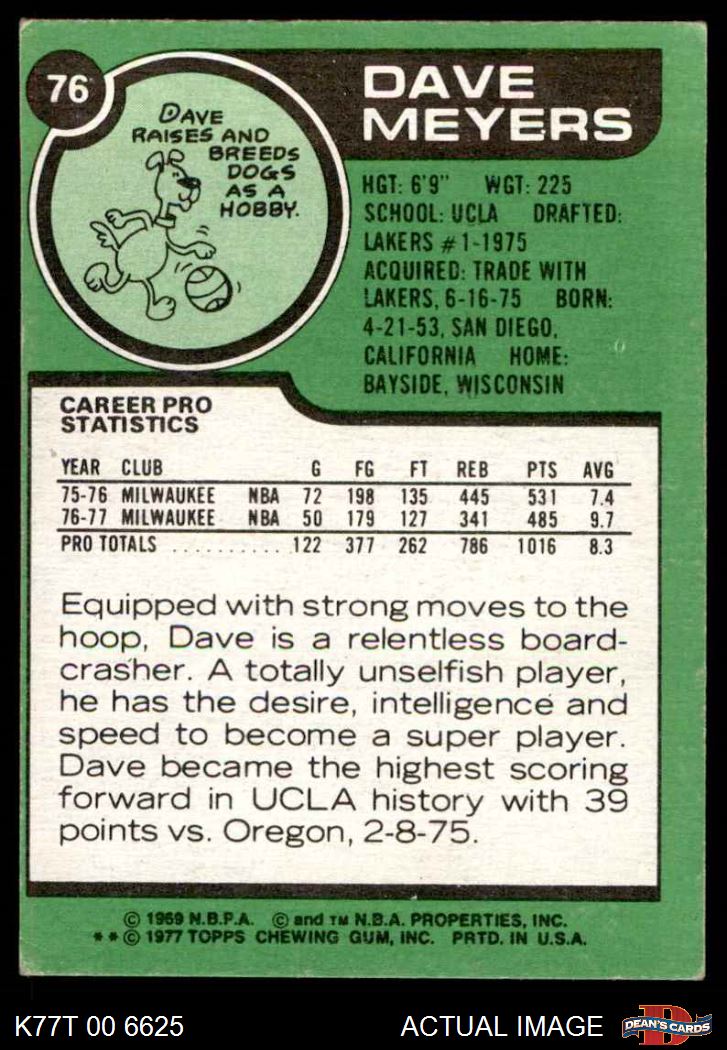 76
DAVE
MEYERS
DAVE
RAISES AND
BREEDS
DOGS
AS A
HOBBY.
HGT: 6'9" WGT: 225
SCHOOL: UCLA DRAFTED:
LAKERS #1-1975
ACQUIRED: TRADE WITH
LAKERS, 6-16-75 BORN:
4-21-53, SAN DIEGO,
CALIFORNIA HOME:
BAYSIDE, WISCONSIN
CAREER PRO
STATISTICS
YEAR CLUB G FG FT REB PTS AVG
75-76 MILWAUKEE NBA 72 198 135 445 531 7.4
76-77 MILWAUKEE NBA 50 179 127 341 485 9.7
PRO TOTALS .......... 122 377 262 786 1016 8.3
Equipped with strong moves to the
hoop, Dave is a relentless board-
crasher. A totally unselfish player,
he has the desire, intelligence and
speed to become a super player.
Dave became the highest scoring
forward in UCLA history with 39
points vs. Oregon, 2-8-75.
© 1969 N.B.P.A. © and TM N.B.A. PROPERTIES, INC.
**© 1977 TOPPS CHEWING GUM, INC. PRTD. IN U.S.A.
K77T 00 6625 ACTUAL IMAGE
D
DEAN'S CARDS